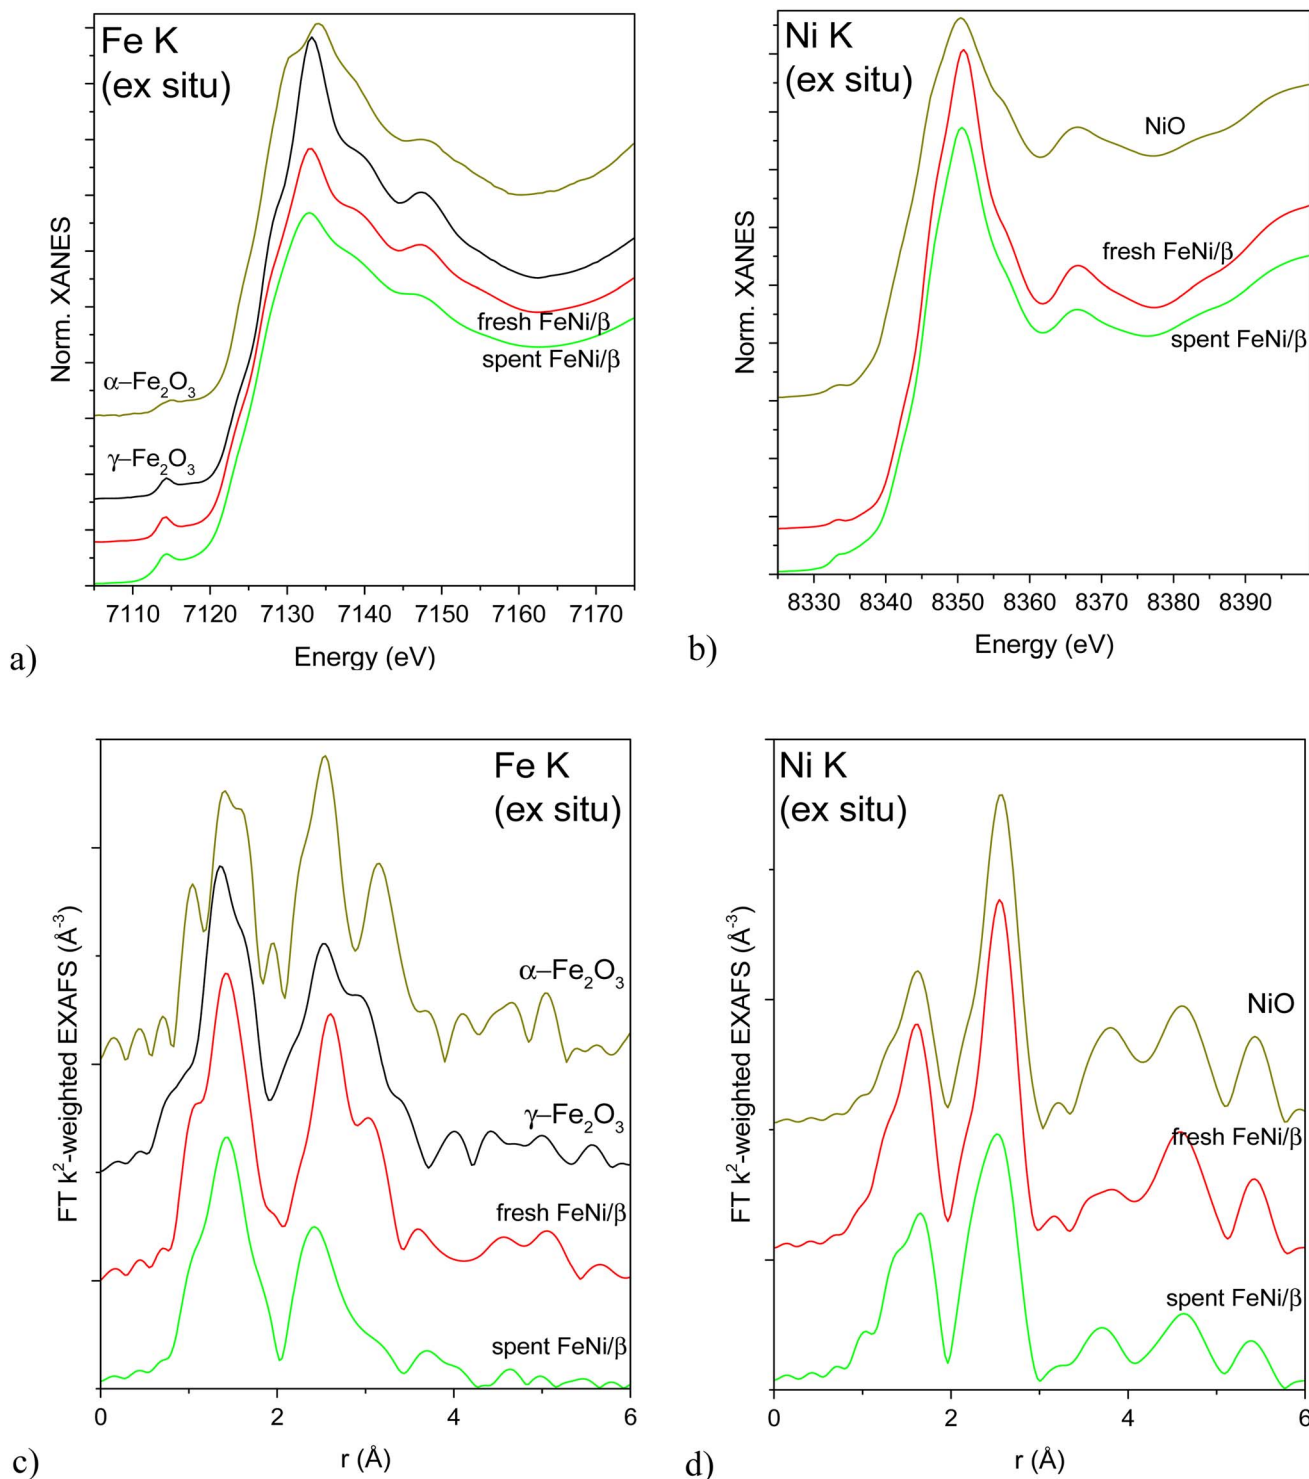 Fe K
(ex situ)
Norm. XANES
α–Fe₂O₃
γ–Fe₂O₃
fresh FeNi/β
spent FeNi/β
7110 7120 7130 7140 7150 7160 7170
Energy (eV)
a)
Ni K
(ex situ)
Norm. XANES
NiO
fresh FeNi/β
spent FeNi/β
8330 8340 8350 8360 8370 8380 8390
Energy (eV)
b)
Fe K
(ex situ)
FT k²-weighted EXAFS (Å⁻³)
α–Fe₂O₃
γ–Fe₂O₃
fresh FeNi/β
spent FeNi/β
0 2 4 6
r (Å)
c)
Ni K
(ex situ)
FT k²-weighted EXAFS (Å⁻³)
NiO
fresh FeNi/β
spent FeNi/β
0 2 4 6
r (Å)
d)